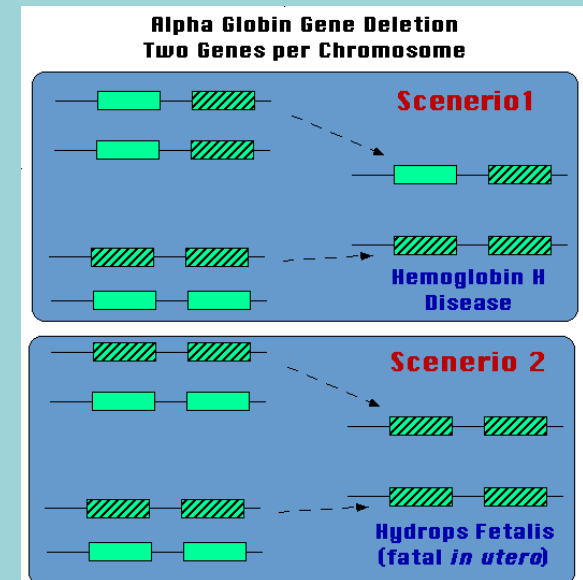 Alpha Globin Gene Deletion
Two Genes per Chromosome
Scenerio1
Hemoglobin H
Disease
Scenerio 2
Hydrops Fetalis
(fatal in utero)